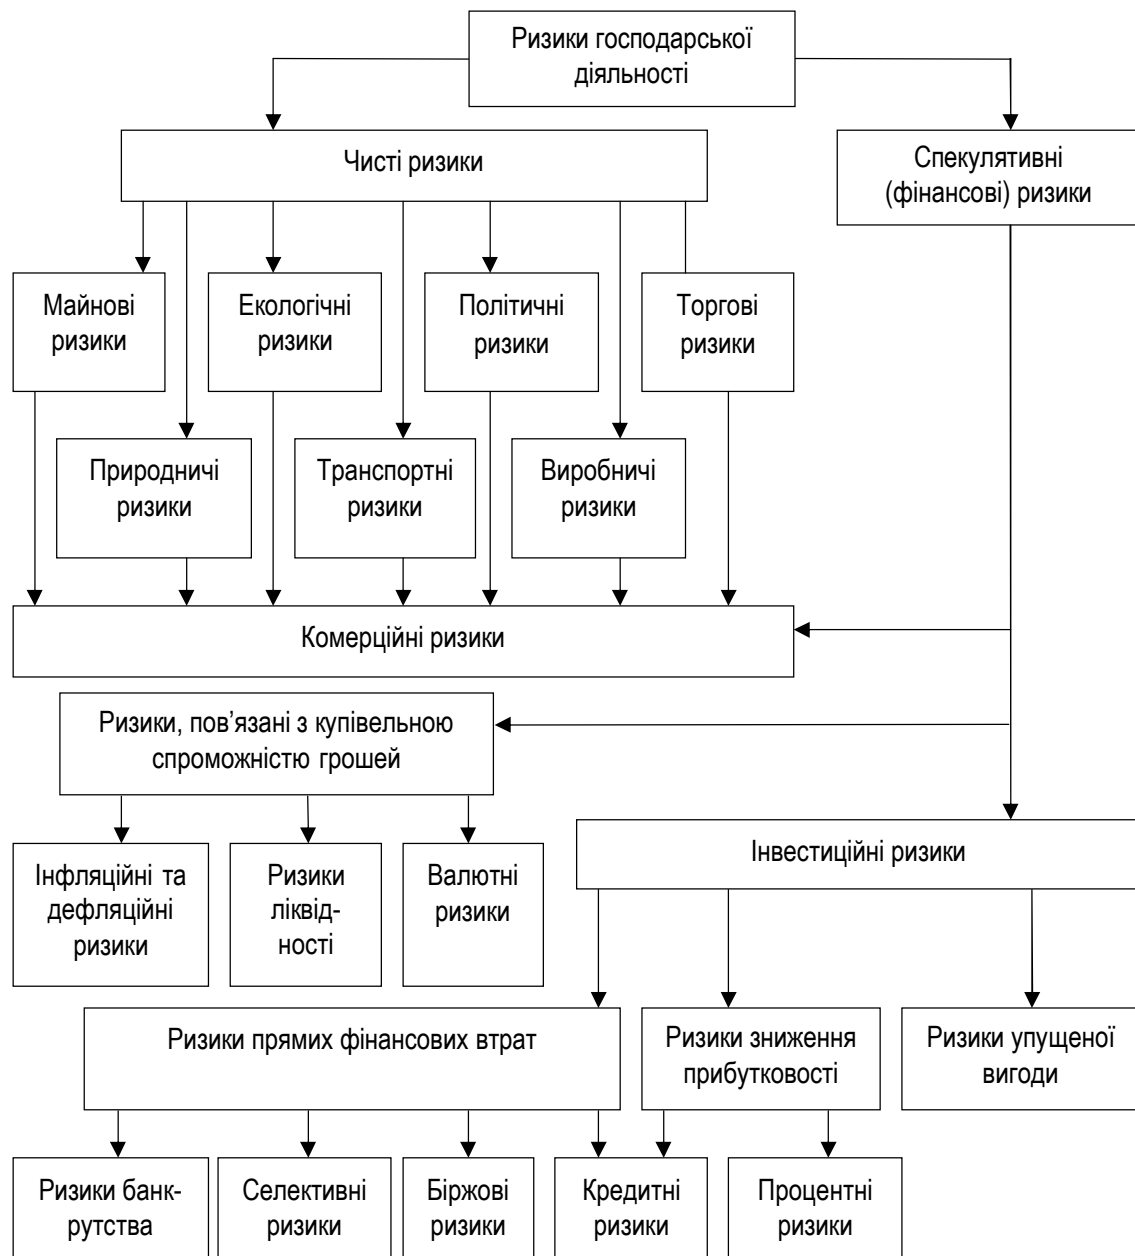 Ризики господарської
діяльності
Чисті ризики
Спекулятивні
(фінансові) ризики
Майнові
ризики
Екологічні
ризики
Політичні
ризики
Торгові
ризики
Природничі
ризики
Транспортні
ризики
Виробничі
ризики
Комерційні ризики
Ризики, пов’язані з купівельною
спроможністю грошей
Інвестиційні ризики
Інфляційні та
дефляційні
ризики
Ризики
ліквід-
ності
Валютні
ризики
Ризики прямих фінансових втрат
Ризики зниження
прибутковості
Ризики упущеної
вигоди
Ризики банк-
рутства
Селективні
ризики
Біржові
ризики
Кредитні
ризики
Процентні
ризики